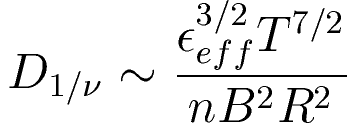 $D_{1/\nu} \sim \frac{\epsilon_{eff}^{3/2} T^{7/2}}{n B^2 R^2}$